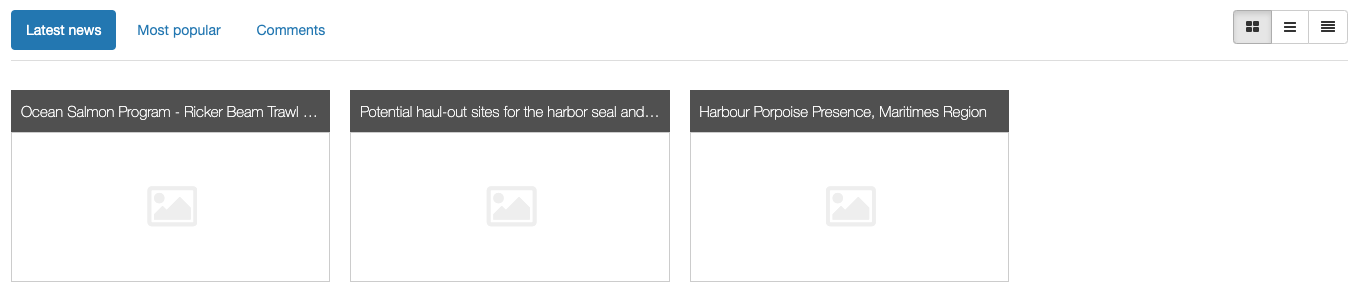 Latest news
Most popular
Comments
Ocean Salmon Program - Ricker Beam Trawl ...
Potential haul-out sites for the harbor seal and...
Harbour Porpoise Presence, Maritimes Region